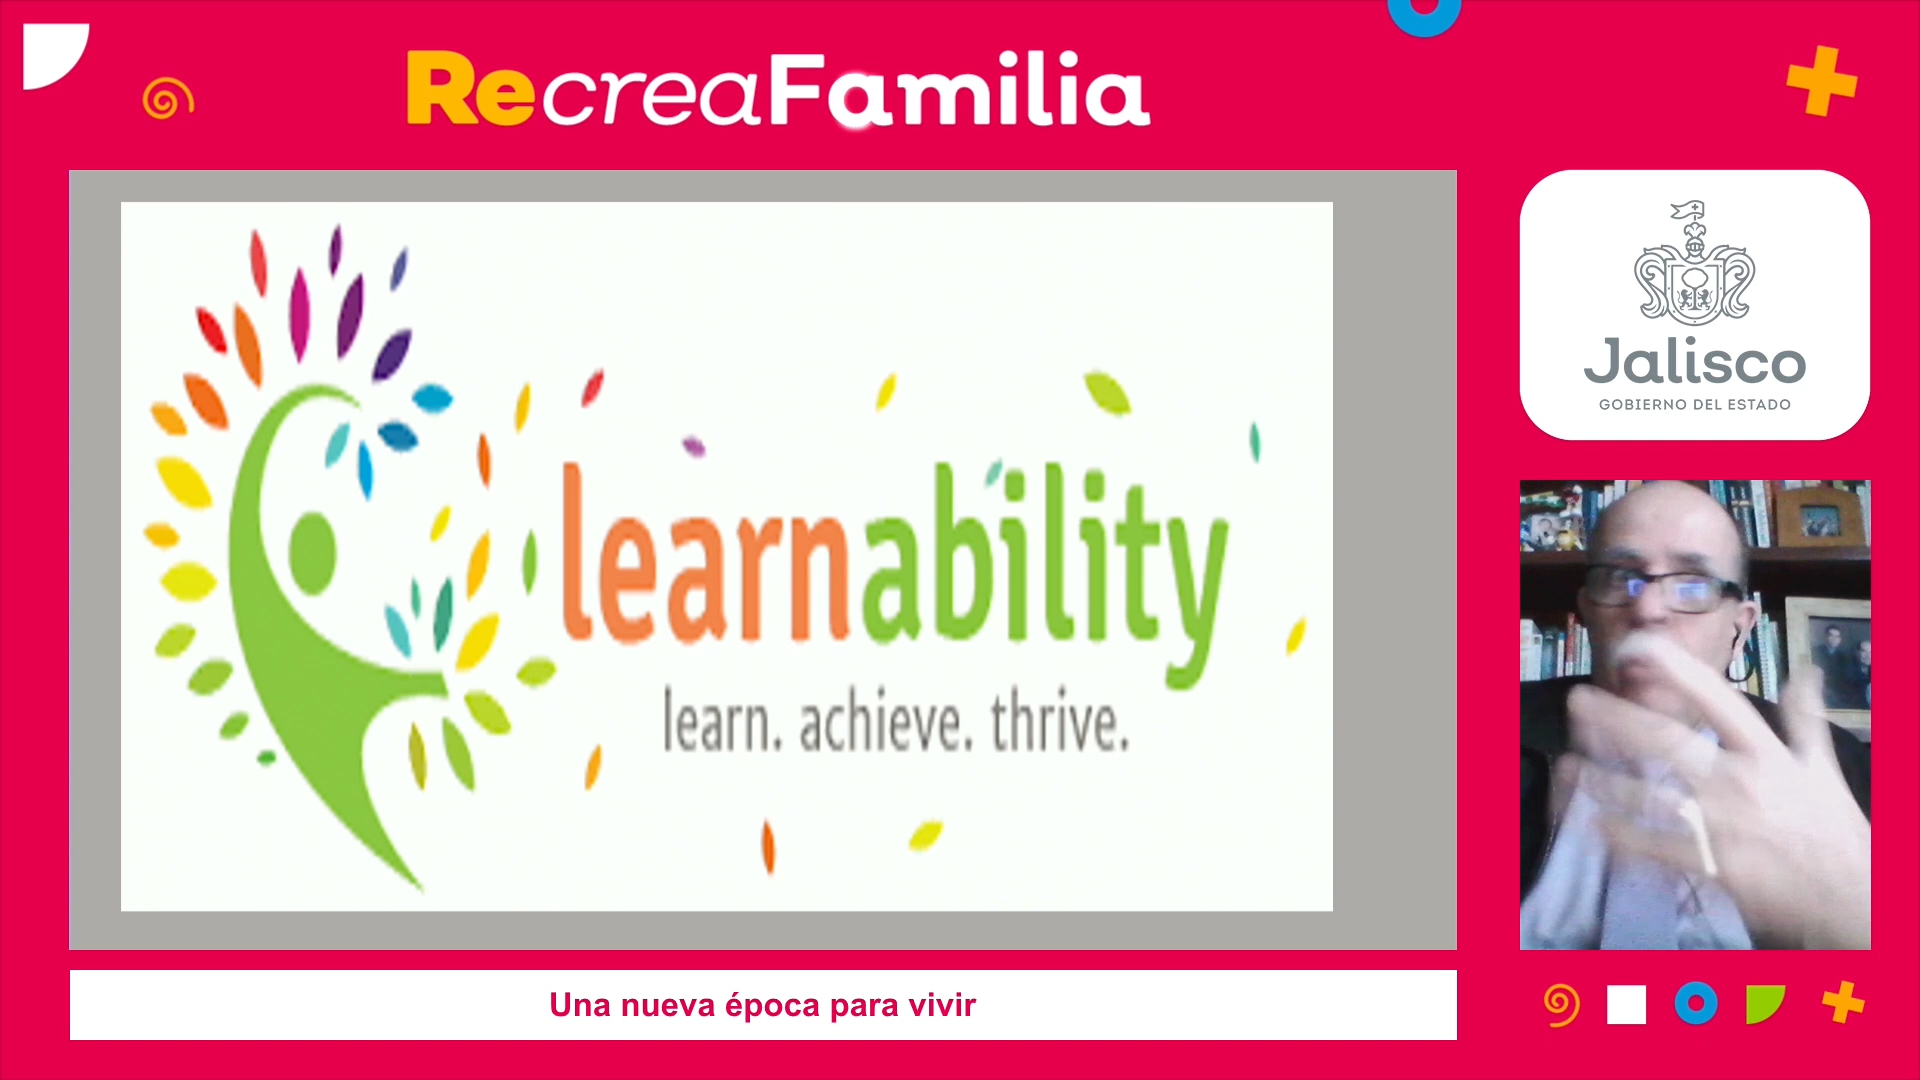 RecreaFamilia
learnability
learn. achieve. thrive.
Jalisco
GOBIERNO DEL ESTADO
Una nueva época para vivir